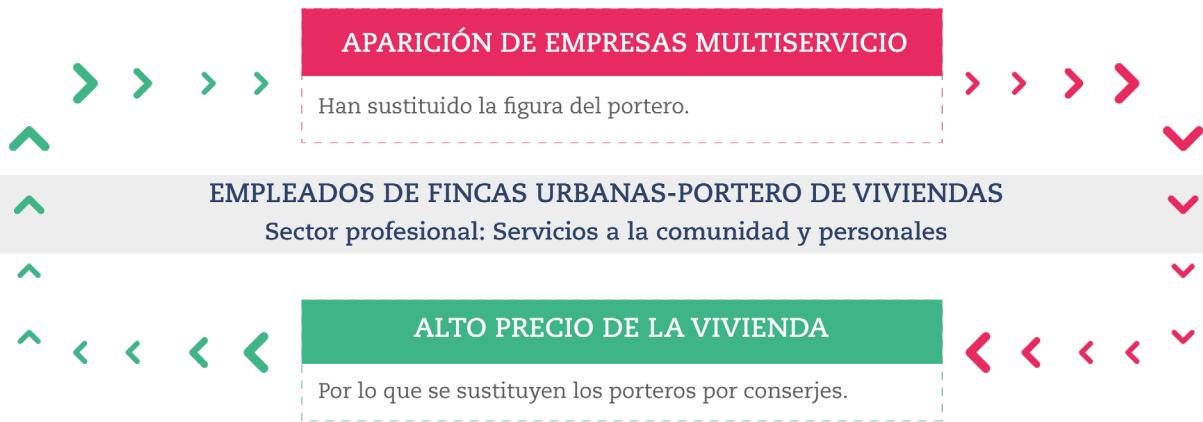 APARICIÓN DE EMPRESAS MULTISERVICIO
Han sustituido la figura del portero.
EMPLEADOS DE FINCAS URBANAS-PORTERO DE VIVIENDAS
Sector profesional: Servicios a la comunidad y personales
ALTO PRECIO DE LA VIVIENDA
Por lo que se sustituyen los porteros por conserjes.